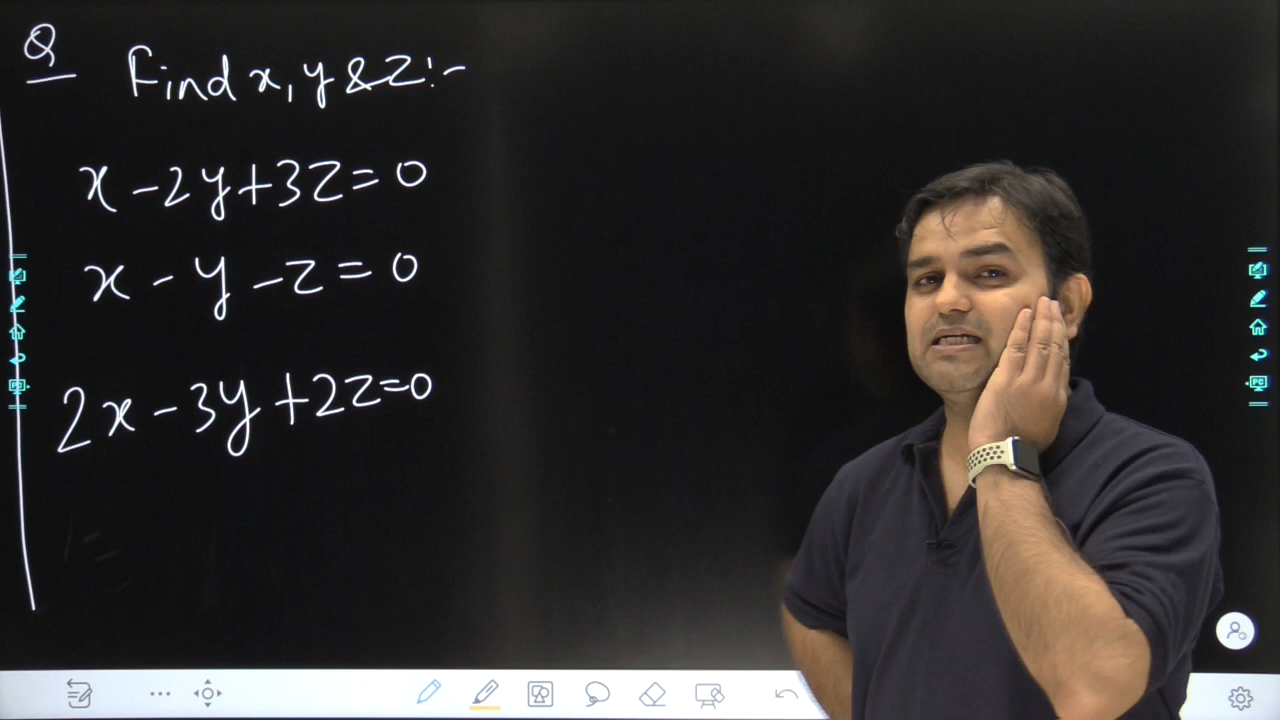 Q
Find x, y & z:-
x - 2y + 3z = 0
x - y - z = 0
2x - 3y + 2z = 0